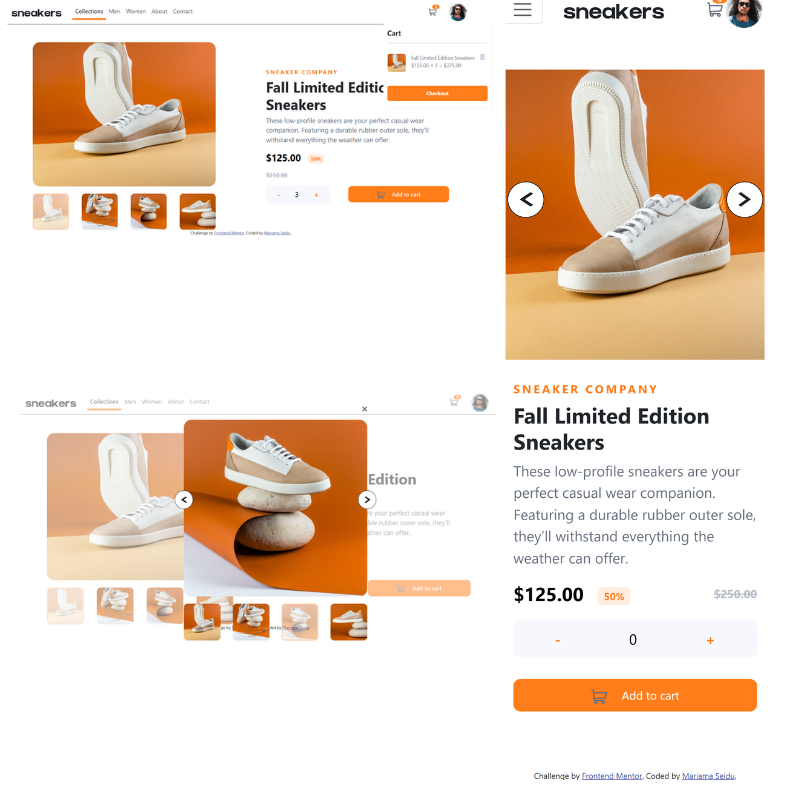 sneakers Collections Men Women About Contact
Cart
Fall Limited Edition Sneakers
$125.00 × 3 = $375.00
Checkout
SNEAKER COMPANY
Fall Limited Editic
Sneakers
These low-profile sneakers are your perfect casual wear
companion. Featuring a durable rubber outer sole, they'll
withstand everything the weather can offer.
$125.00 50%
$250.00
- 3 +
Add to cart
Challenge by Frontend Mentor. Coded by Mariama Seidu.
sneakers Collections Men Women About Contact
×
< >
Edition
your perfect casual wear
rubber outer sole, they'll
can offer.
Add to cart
sneakers
< >
SNEAKER COMPANY
Fall Limited Edition
Sneakers
These low-profile sneakers are your
perfect casual wear companion.
Featuring a durable rubber outer sole,
they'll withstand everything the
weather can offer.
$125.00 50% $250.00
- 0 +
Add to cart
Challenge by Frontend Mentor. Coded by Mariama Seidu.